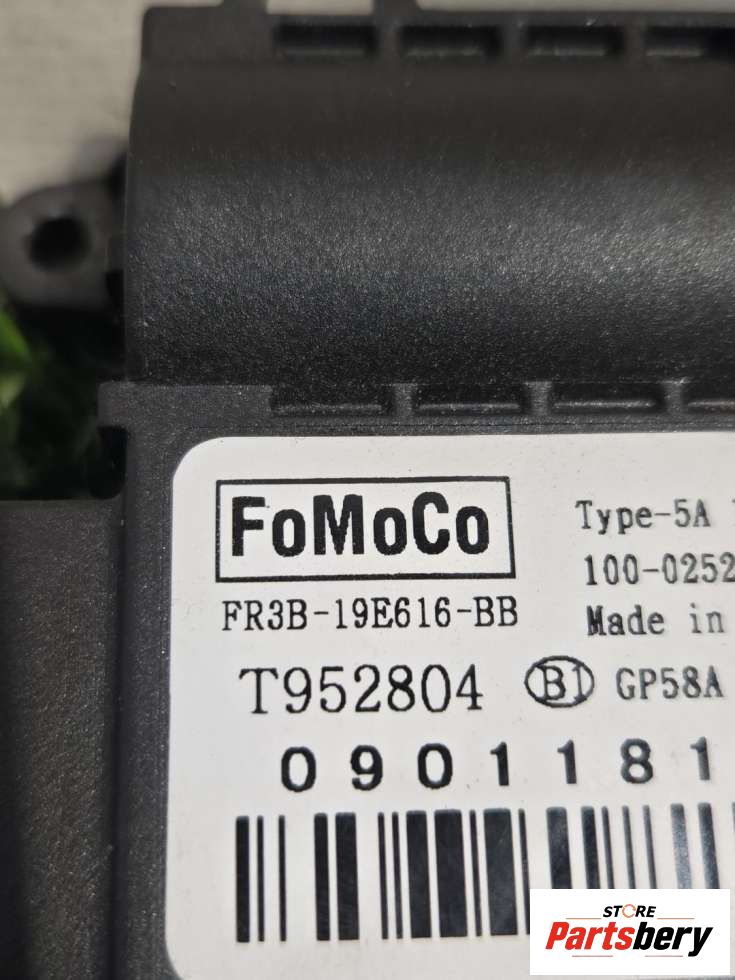 FoMoCo
FR3B-19E616-BB
T952804
Type-5A
100-0252
Made in
B1 GP58A
0901181
STORE
Partsbery